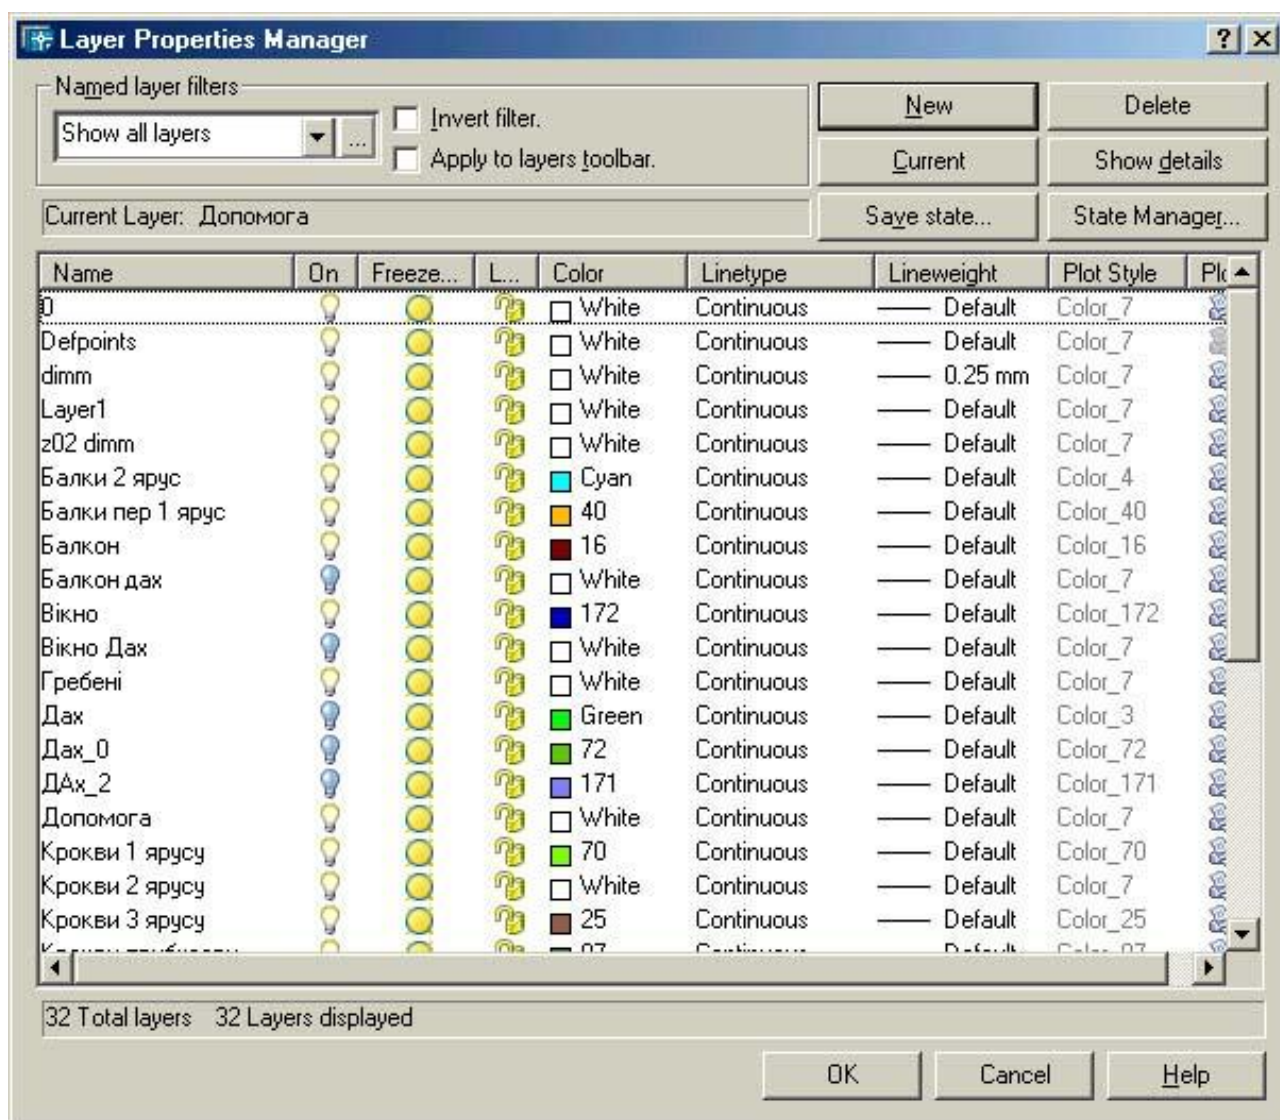 Layer Properties Manager
Named layer filters
Show all layers
...
Invert filter.
Apply to layers toolbar.
New
Delete
Current
Show details
Current Layer: Допомога
Save state...
State Manager...
Name On Freeze... L... Color Linetype Lineweight Plot Style
0 White Continuous Default Color_7
Defpoints White Continuous Default Color_7
dimm White Continuous 0.25 mm Color_7
Layer1 White Continuous Default Color_7
z02 dimm White Continuous Default Color_7
Балки 2 ярус Cyan Continuous Default Color_4
Балки пер 1 ярус 40 Continuous Default Color_40
Балкон 16 Continuous Default Color_16
Балкон дах White Continuous Default Color_7
Вікно 172 Continuous Default Color_172
Вікно Дах White Continuous Default Color_7
Гребені White Continuous Default Color_7
Дах Green Continuous Default Color_3
Дах_0 72 Continuous Default Color_72
ДАх_2 171 Continuous Default Color_171
Допомога White Continuous Default Color_7
Крокви 1 ярусу 70 Continuous Default Color_70
Крокви 2 ярусу White Continuous Default Color_7
Крокви 3 ярусу 25 Continuous Default Color_25
32 Total layers 32 Layers displayed
OK
Cancel
Help